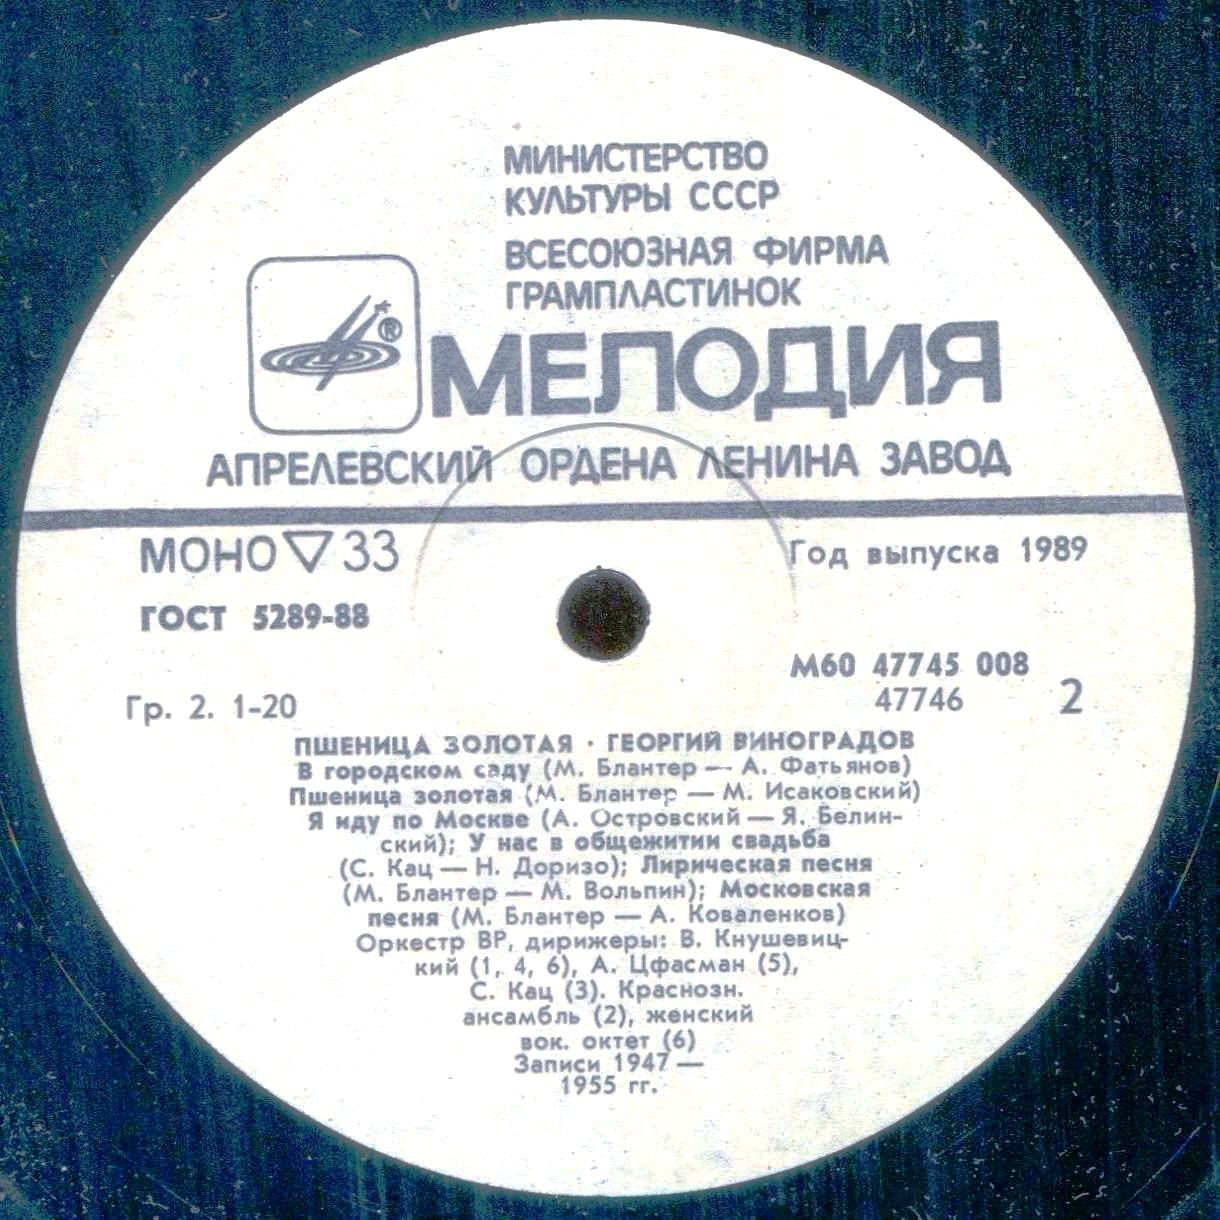 МИНИСТЕРСТВО
КУЛЬТУРЫ СССР
ВСЕСОЮЗНАЯ ФИРМА
ГРАМПЛАСТИНОК
®
МЕЛОДИЯ
АПРЕЛЕВСКИЙ ОРДЕНА ЛЕНИНА ЗАВОД
МОНО ▽ 33
Год выпуска 1989
ГОСТ 5289-88
М60 47745 008
47746 2
Гр. 2. 1-20
ПШЕНИЦА ЗОЛОТАЯ · ГЕОРГИЙ ВИНОГРАДОВ
В городском саду (М. Блантер — А. Фатьянов)
Пшеница золотая (М. Блантер — М. Исаковский)
Я иду по Москве (А. Островский — Я. Белин-
ский); У нас в общежитии свадьба
(С. Кац — Н. Доризо); Лирическая песня
(М. Блантер — М. Вольпин); Московская
песня (М. Блантер — А. Коваленков)
Оркестр ВР, дирижеры: В. Кнушевиц-
кий (1, 4, 6), А. Цфасман (5),
С. Кац (3). Краснозн.
ансамбль (2), женский
вок. октет (6)
Записи 1947 —
1955 гг.